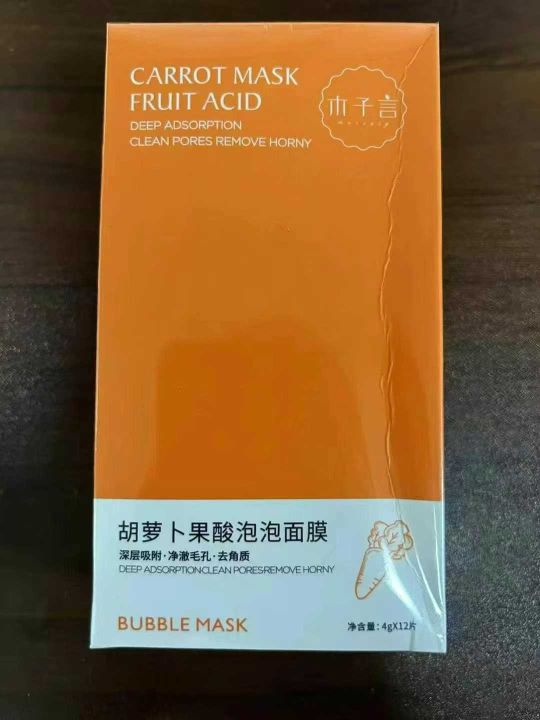 CARROT MASK
FRUIT ACID
DEEP ADSORPTION
CLEAN PORES REMOVE HORNY
木子言
胡萝卜果酸泡泡面膜
深层吸附·净澈毛孔·去角质
DEEP ADSORPTION·CLEAN PORES·REMOVE HORNY
BUBBLE MASK
净含量：4gX12片